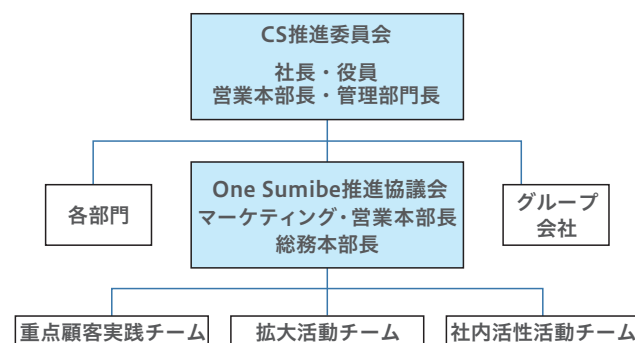 CS推進委員会
社長・役員
営業本部長・管理部門長
各部門
One Sumibe推進協議会
マーケティング・営業本部長
総務本部長
グループ
会社
重点顧客実践チーム
拡大活動チーム
社内活性活動チーム